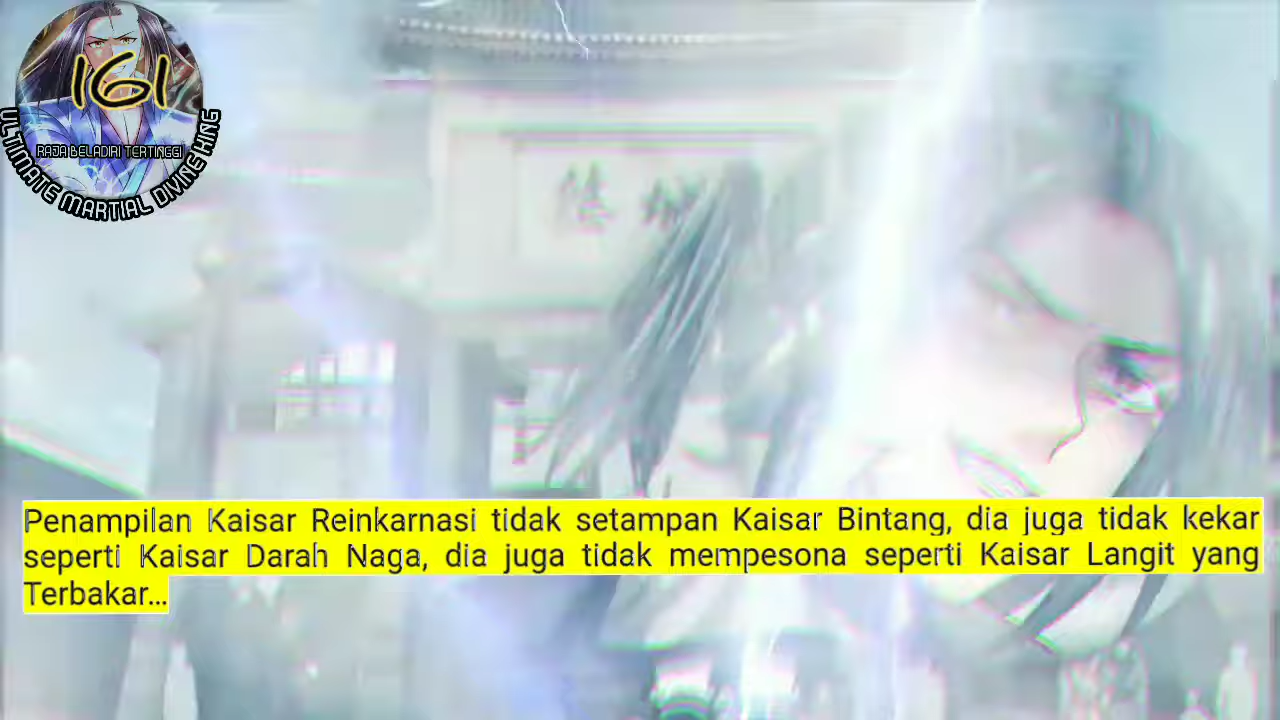 161
RAJA BELADIRI TERTINGGI
ULTIMATE MARTIAL DIVINE KING
Penampilan Kaisar Reinkarnasi tidak setampan Kaisar Bintang, dia juga tidak kekar
seperti Kaisar Darah Naga, dia juga tidak mempesona seperti Kaisar Langit yang
Terbakar...